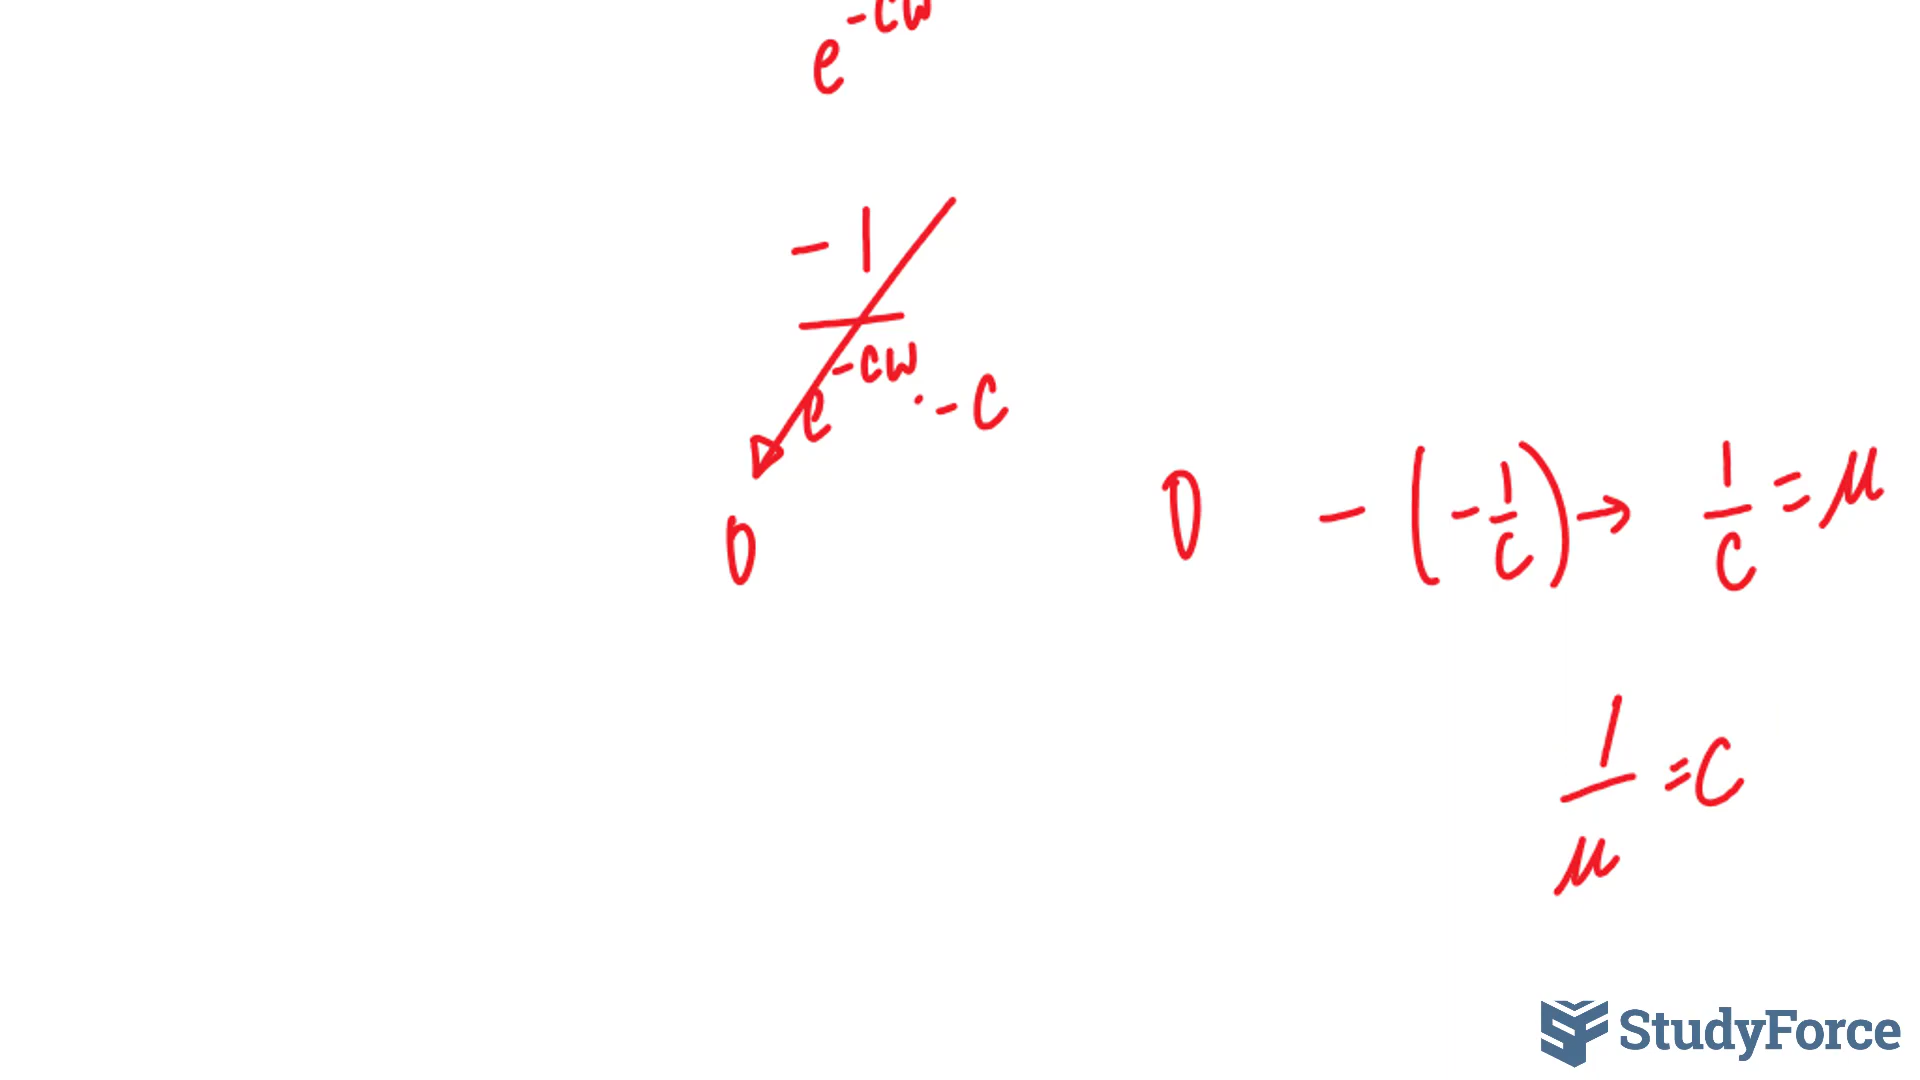 e^{-cw}
-1
e^{-cw} · -c
0
0 - (-1/c) → 1/c = μ
1/μ = c
StudyForce